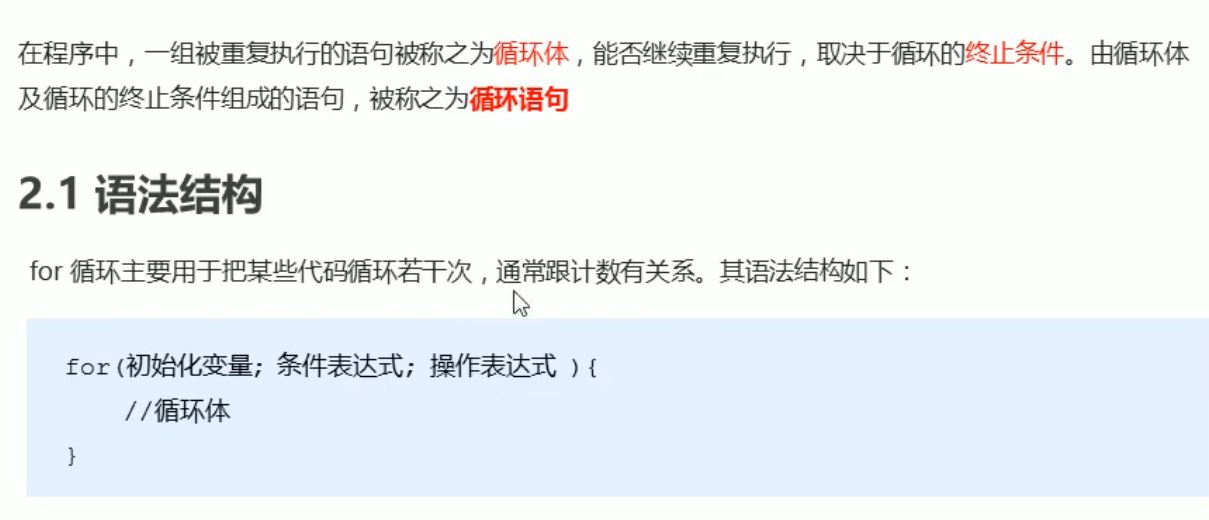 在程序中，一组被重复执行的语句被称之为循环体，能否继续重复执行，取决于循环的终止条件。由循环体
及循环的终止条件组成的语句，被称之为循环语句
2.1 语法结构
for 循环主要用于把某些代码循环若干次，通常跟计数有关系。其语法结构如下：
for(初始化变量; 条件表达式; 操作表达式 ){
//循环体
}